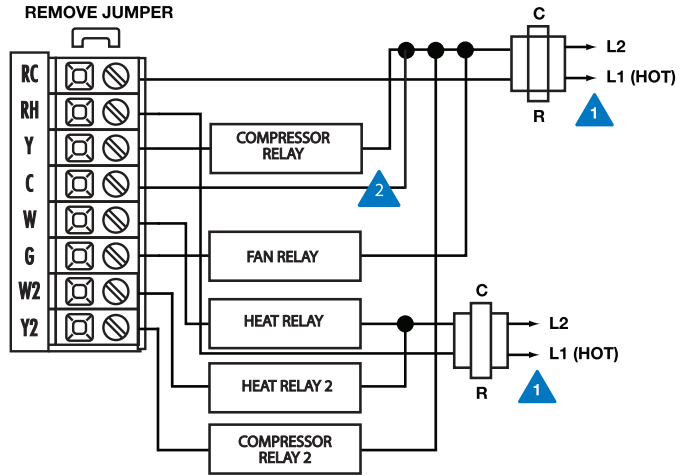 REMOVE JUMPER
C
L2
RC
L1 (HOT)
RH
R
1
Y
COMPRESSOR
RELAY
C
2
W
G
FAN RELAY
W2
C
HEAT RELAY
L2
Y2
L1 (HOT)
HEAT RELAY 2
R
1
COMPRESSOR
RELAY 2